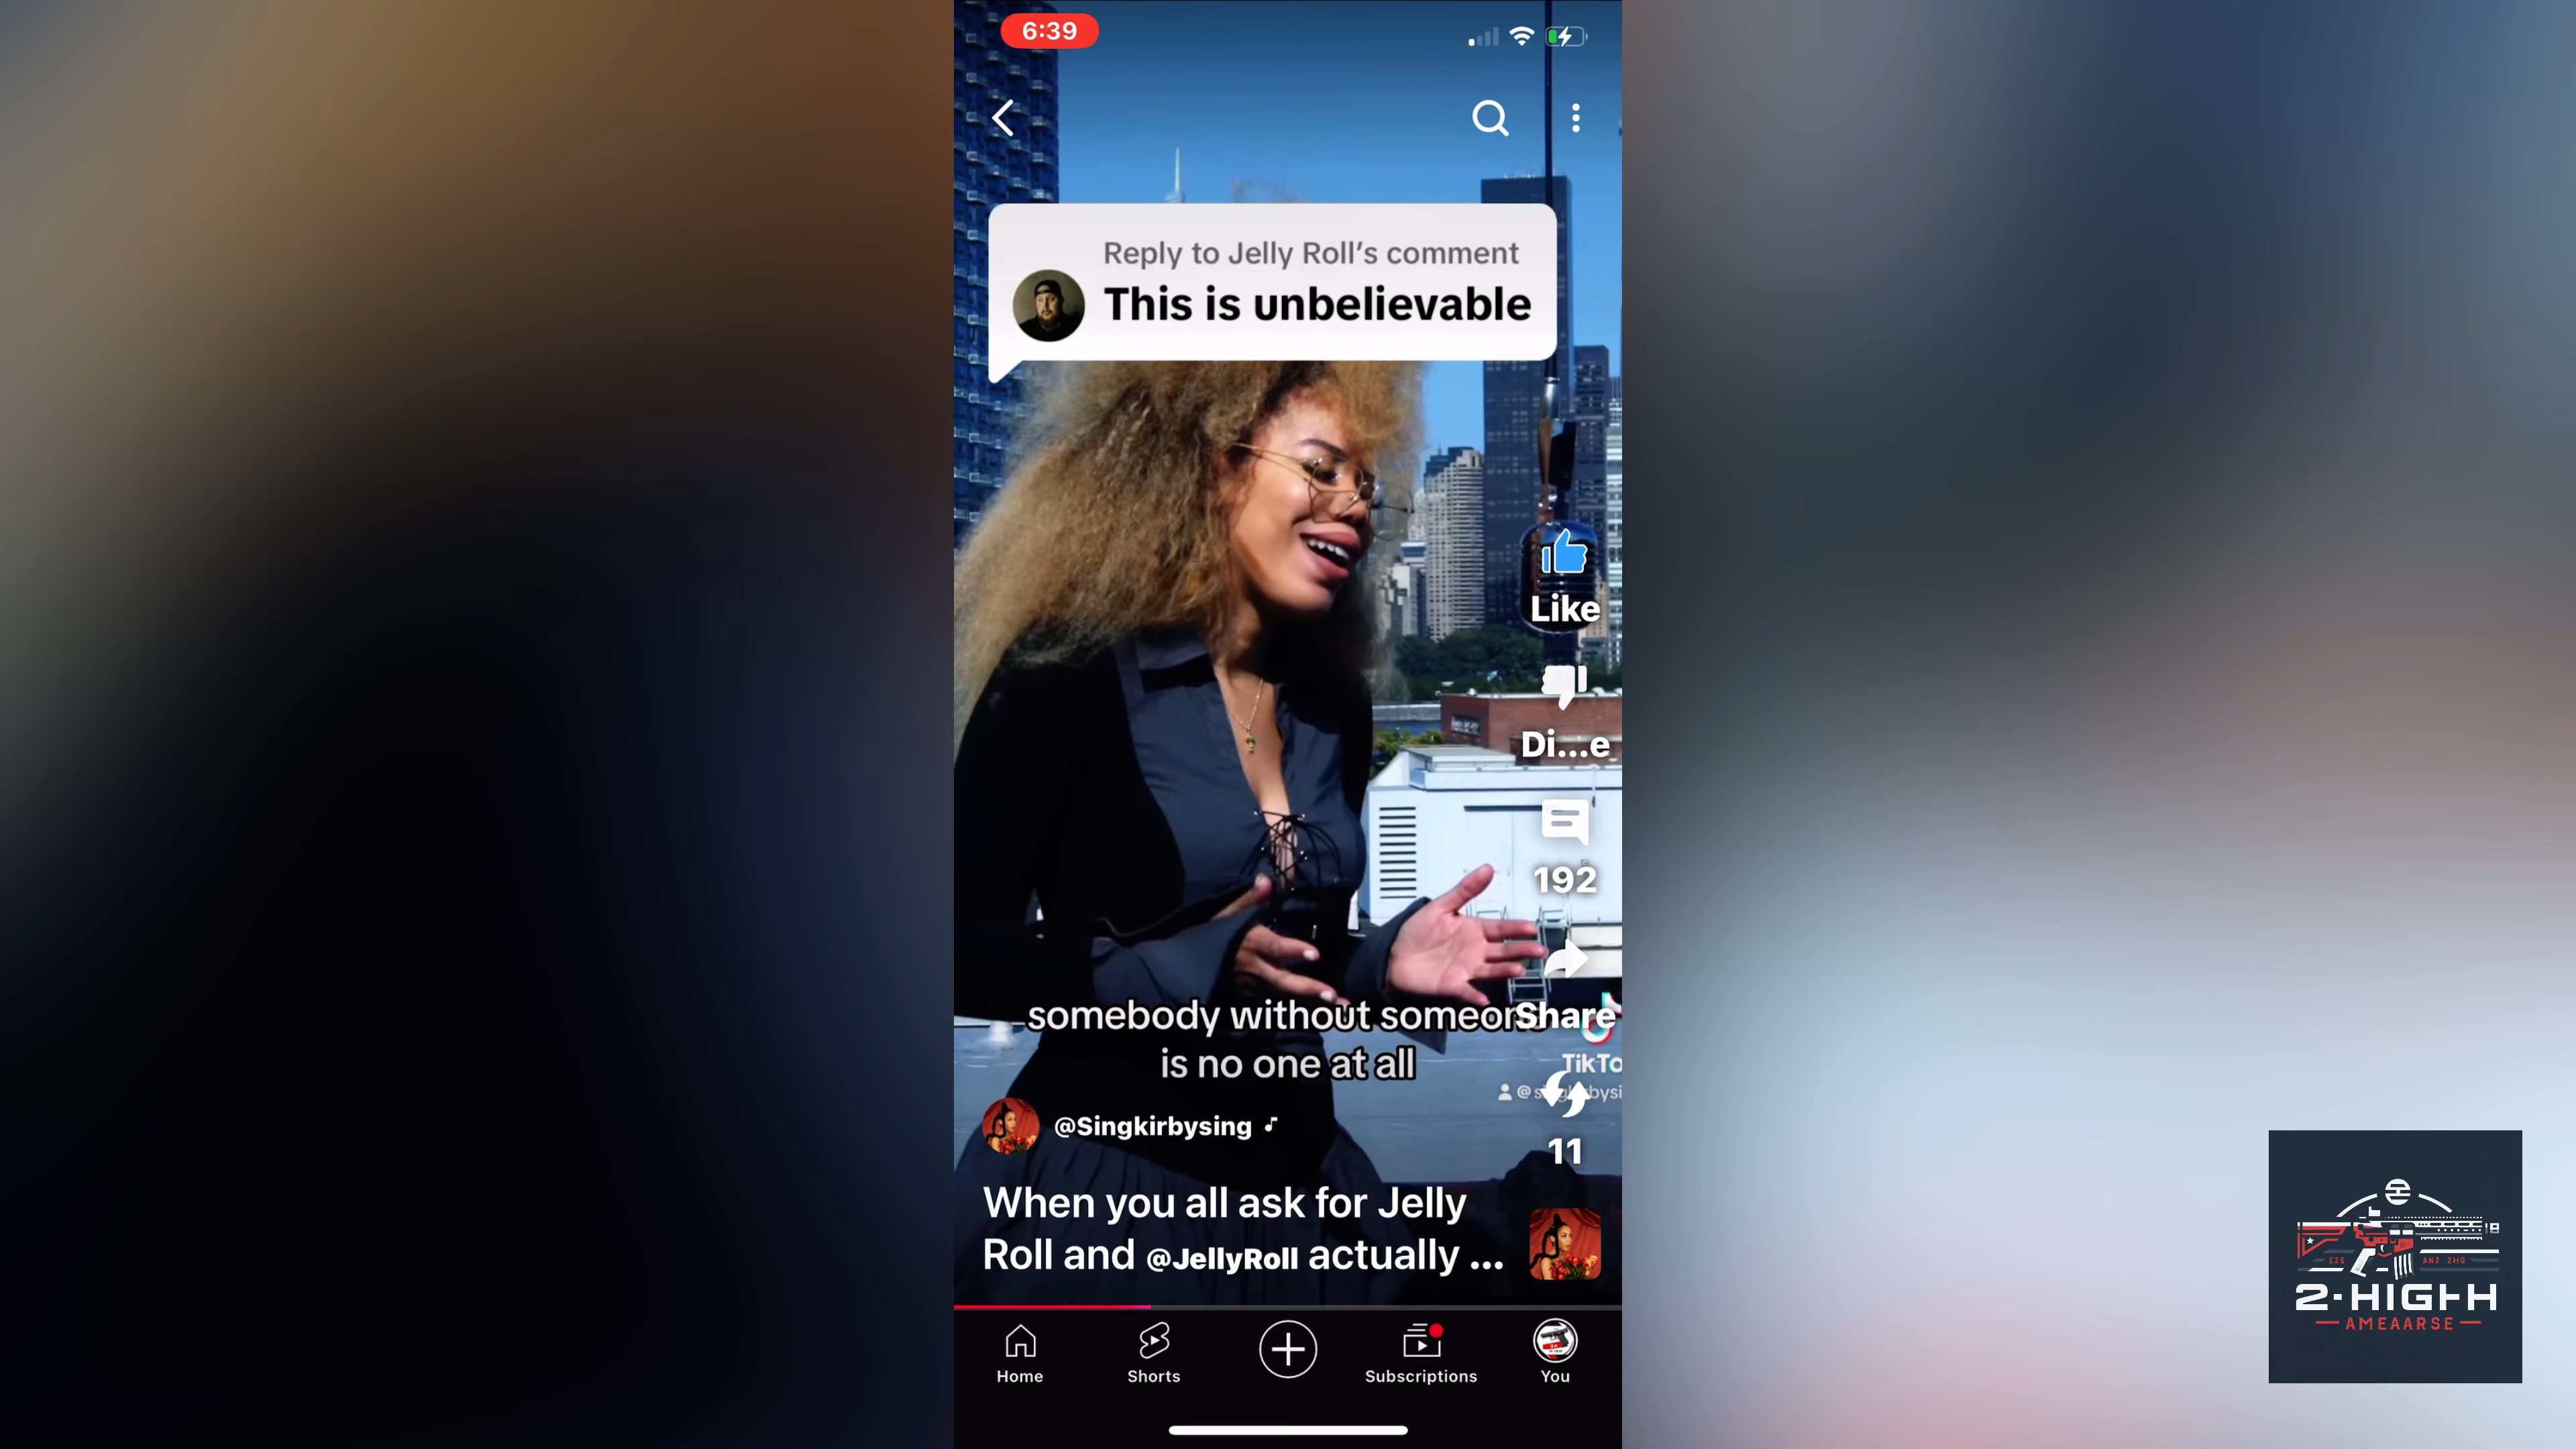 6:39
Reply to Jelly Roll's comment
This is unbelievable
Like
Di...e
192
somebody without someon
Share
is no one at all
TikTo
@Singkirbysing
11
When you all ask for Jelly
Roll and @JellyRoll actually ...
Home
Shorts
Subscriptions
You
2·HIGH
AMEAARSE